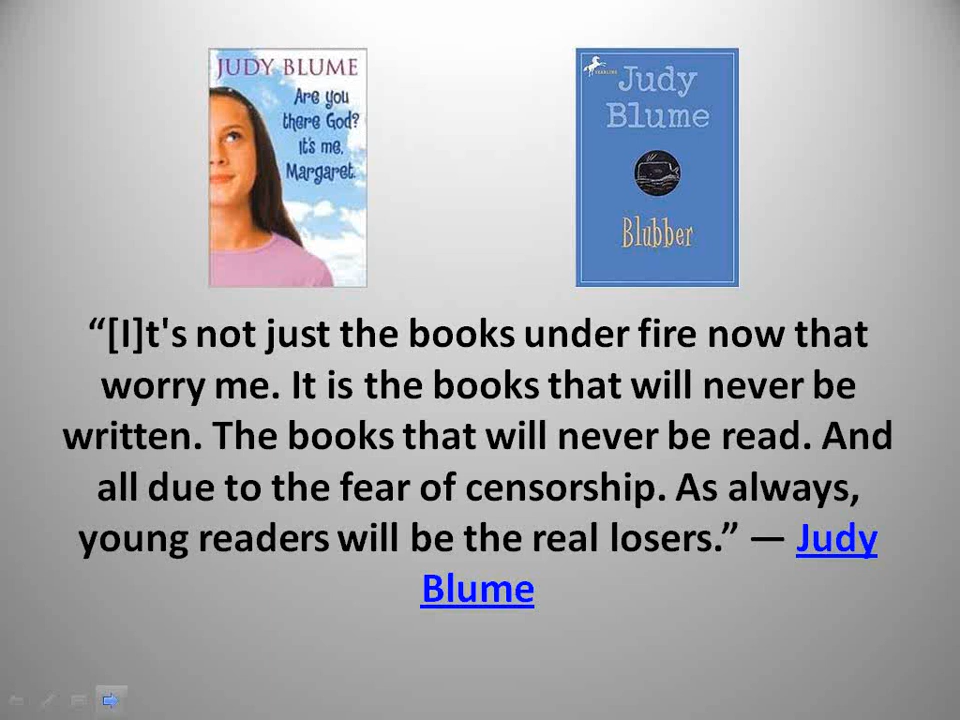 JUDY BLUME
Are you
there God?
it's me,
Margaret.
Judy
Blume
Blubber
“[I]t's not just the books under fire now that
worry me. It is the books that will never be
written. The books that will never be read. And
all due to the fear of censorship. As always,
young readers will be the real losers.” — Judy
Blume